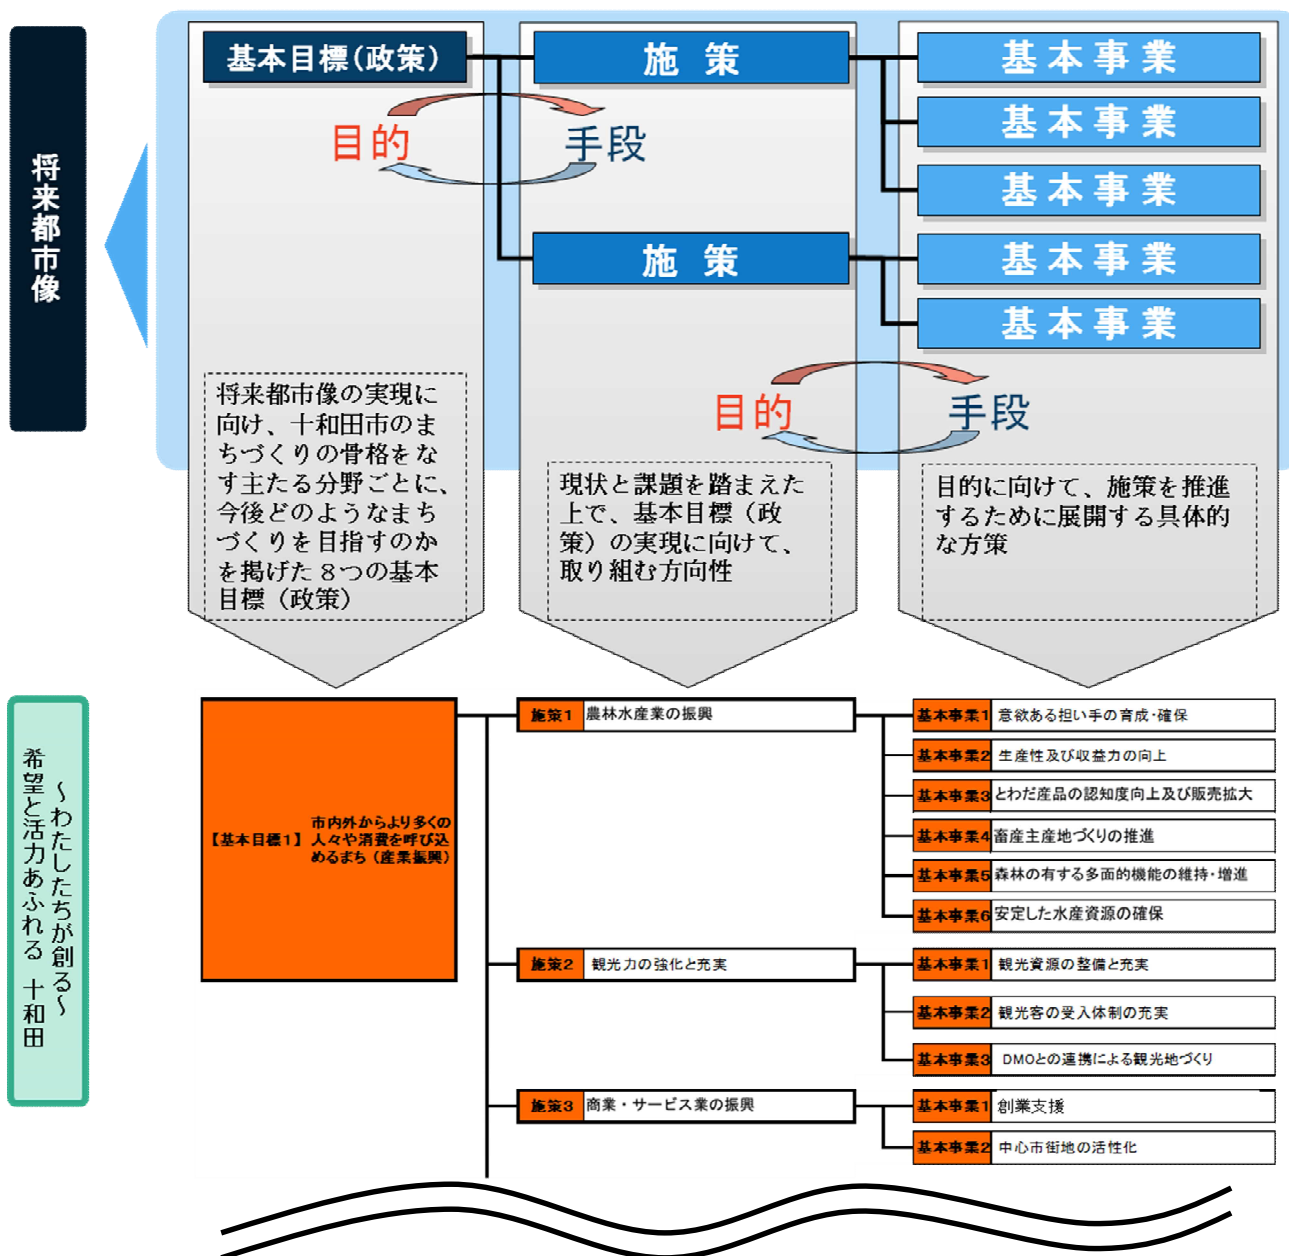 将来都市像
基本目標(政策)
施策
基本事業
基本事業
基本事業
目的
手段
施策
基本事業
基本事業
目的
手段
将来都市像の実現に
向け、十和田市のま
ちづくりの骨格をな
す主たる分野ごとに、
今後どのようなまち
づくりを目指すのか
を掲げた８つの基本
目標（政策）
現状と課題を踏まえた
上で、基本目標（政
策）の実現に向けて、
取り組む方向性
目的に向けて、施策を推進
するために展開する具体的
な方策
～わたしたちが創る～
希望と活力あふれる 十和田
【基本目標1】
市内外からより多くの
人々や消費を呼び込
めるまち（産業振興）
施策1 農林水産業の振興
基本事業1 意欲ある担い手の育成・確保
基本事業2 生産性及び収益力の向上
基本事業3 とわだ産品の認知度向上及び販売拡大
基本事業4 畜産主産地づくりの推進
基本事業5 森林の有する多面的機能の維持・増進
基本事業6 安定した水産資源の確保
施策2 観光力の強化と充実
基本事業1 観光資源の整備と充実
基本事業2 観光客の受入体制の充実
基本事業3 DMOとの連携による観光地づくり
施策3 商業・サービス業の振興
基本事業1 創業支援
基本事業2 中心市街地の活性化